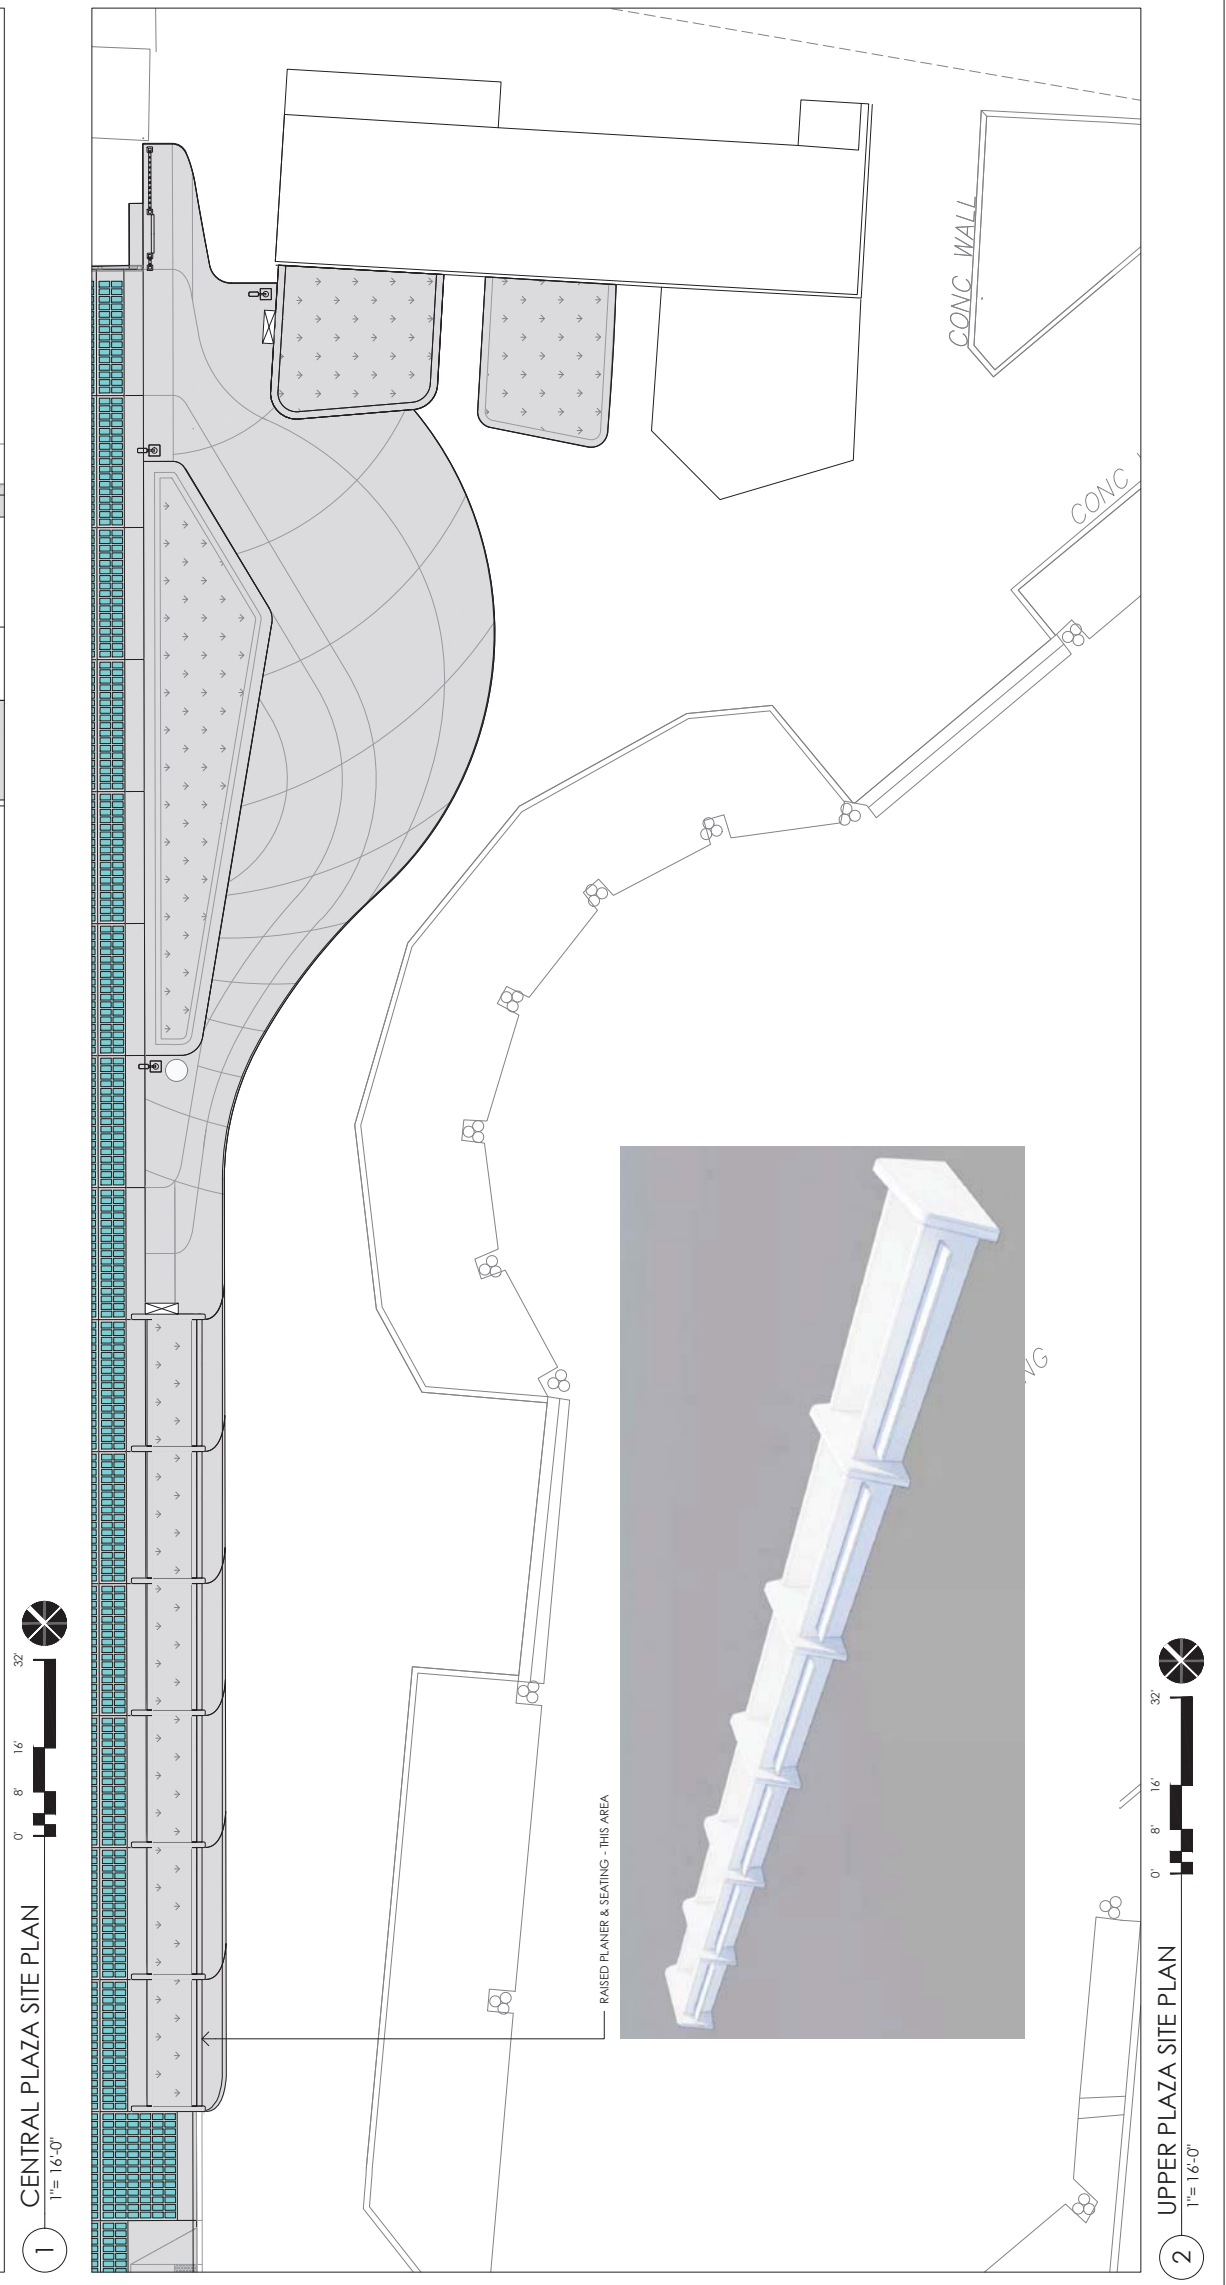 1
CENTRAL PLAZA SITE PLAN
1"= 16'-0"
0' 8' 16' 32'
CONC WALL
CONC
NG
RAISED PLANER & SEATING - THIS AREA
2
UPPER PLAZA SITE PLAN
1"= 16'-0"
0' 8' 16' 32'